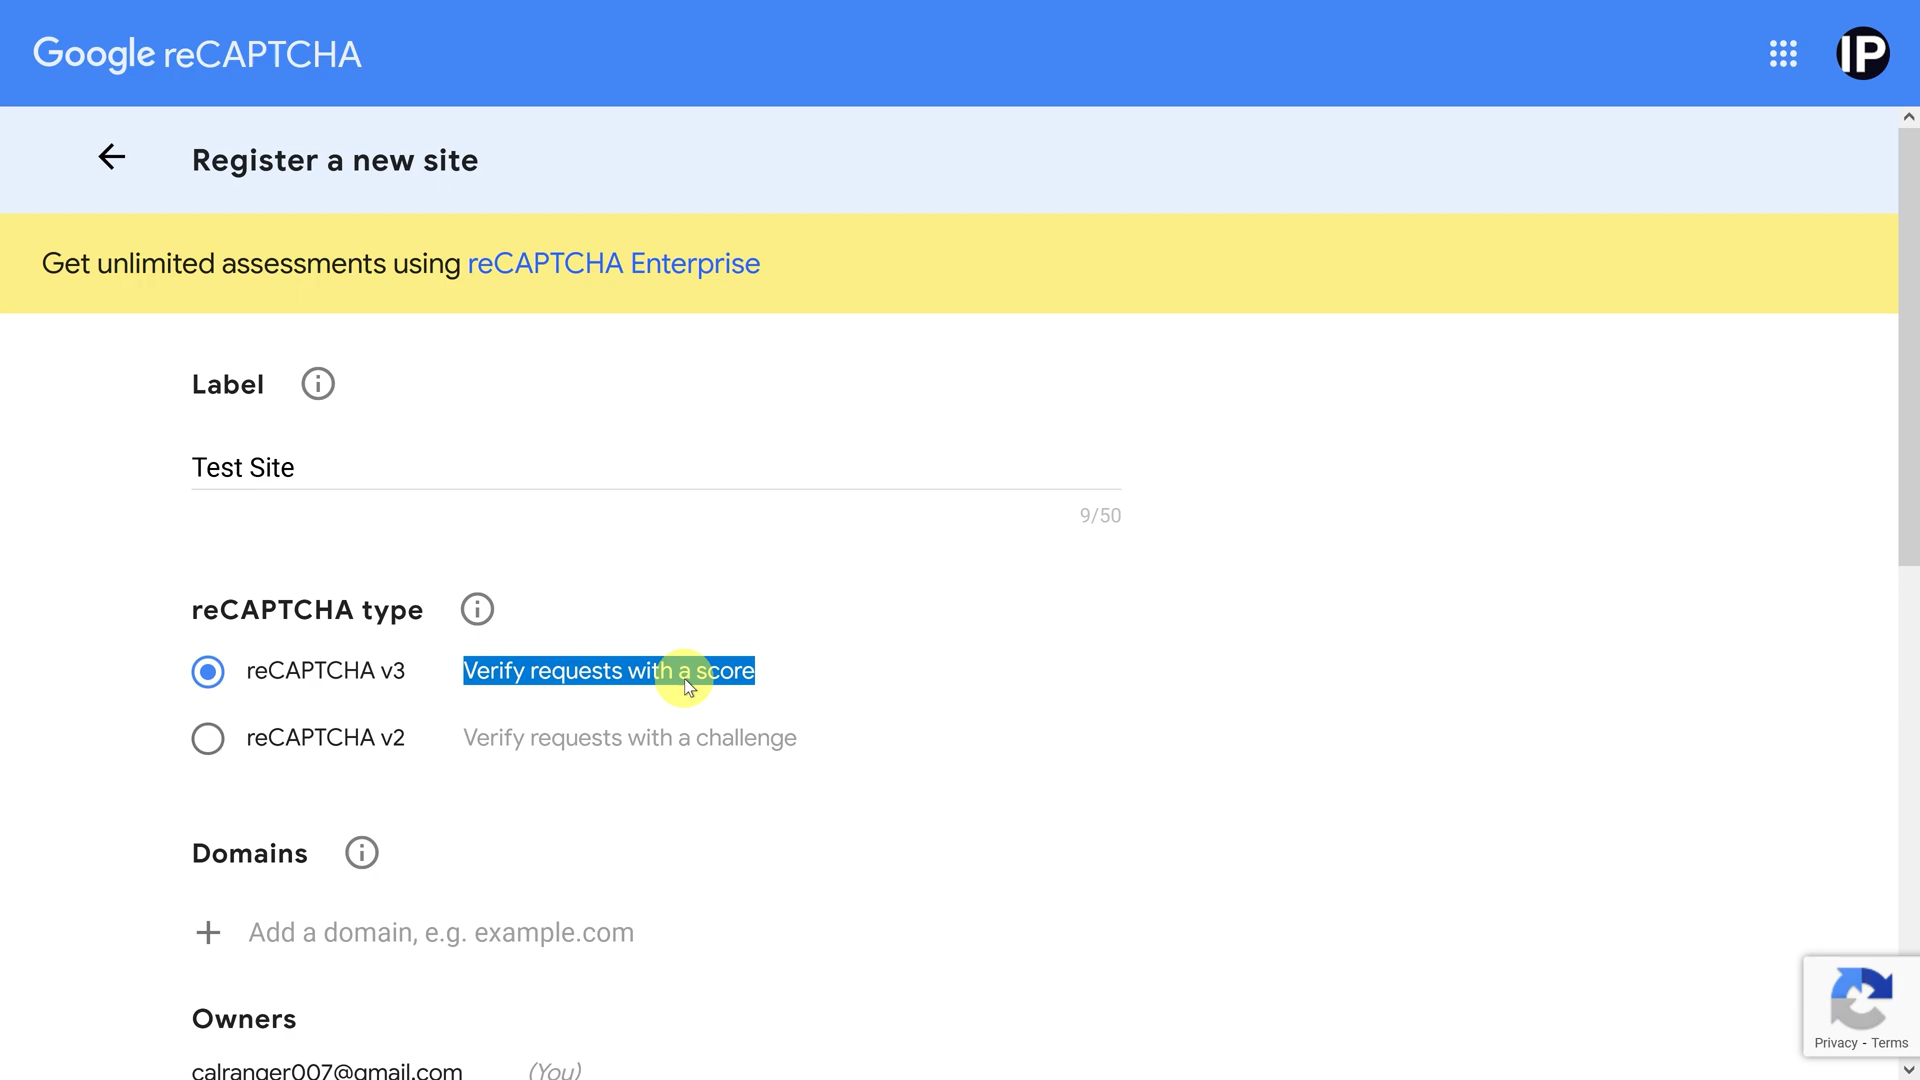 Google reCAPTCHA
IP
Register a new site
Get unlimited assessments using reCAPTCHA Enterprise
Label
Test Site
9/50
reCAPTCHA type
reCAPTCHA v3 Verify requests with a score
reCAPTCHA v2 Verify requests with a challenge
Domains
Add a domain, e.g. example.com
Owners
calranger007@gmail.com (You)
Privacy - Terms